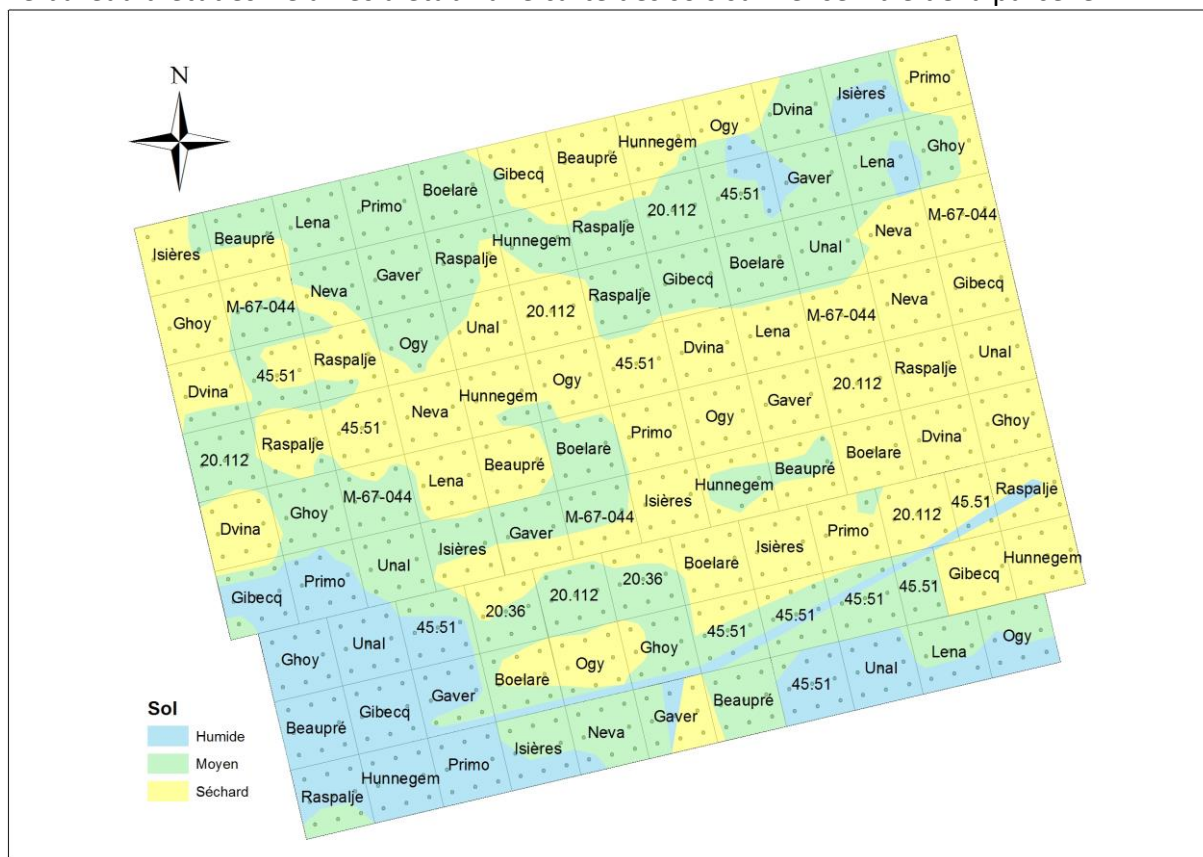 N
Isières Beaupré Lena Primo Boelare Gibecq Beaupré Hunnegem Ogy Dvina Isières Primo
Ghoy M-67-044 Neva Gaver Raspalje Hunnegem Raspalje 20.112 45.51 Gaver Lena Ghoy
Dvina 45.51 Raspalje Ogy Unal 20.112 Raspalje Gibecq Boelare Unal Neva M-67-044
20.112 Raspalje 45.51 Neva Hunnegem Ogy 45.51 Dvina Lena M-67-044 Neva Gibecq
Dvina Ghoy M-67-044 Lena Beaupré Boelare Primo Ogy Gaver 20.112 Raspalje Unal
Gibecq Primo Unal Isières Gaver M-67-044 Isières Hunnegem Beaupré Boelare Dvina Ghoy
Ghoy Unal 45.51 20.36 20.112 20.36 Boelare Isières Primo 20.112 45.51 Raspalje
Beaupré Gibecq Gaver Boelare Ogy Ghoy 45.51 45.51 45.51 45.51 Gibecq Hunnegem
Raspalje Hunnegem Primo Isières Neva Gaver Beaupré 45.51 Unal Lena Ogy
Sol
Humide
Moyen
Séchard